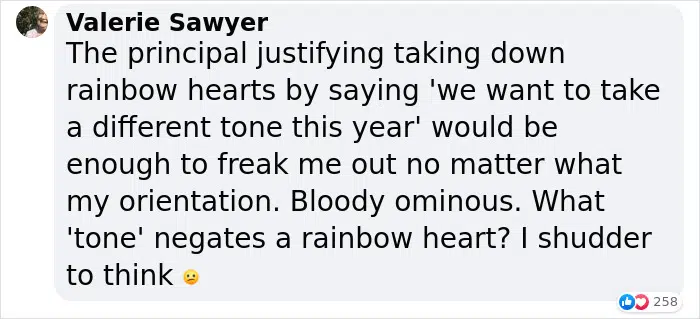 Valerie Sawyer
The principal justifying taking down
rainbow hearts by saying 'we want to take
a different tone this year' would be
enough to freak me out no matter what
my orientation. Bloody ominous. What
'tone' negates a rainbow heart? I shudder
to think 😕
258